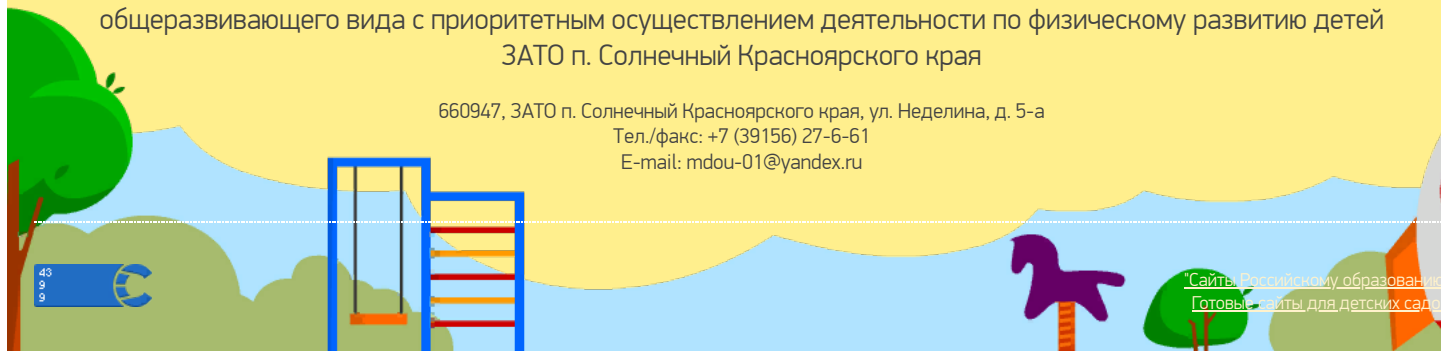 общеразвивающего вида с приоритетным осуществлением деятельности по физическому развитию детей
ЗАТО п. Солнечный Красноярского края
660947, ЗАТО п. Солнечный Красноярского края, ул. Неделина, д. 5-а
Тел./факс: +7 (39156) 27-6-61
E-mail: mdou-01@yandex.ru
43
9
9
"Сайты Российскому образованию
Готовые сайты для детских садо